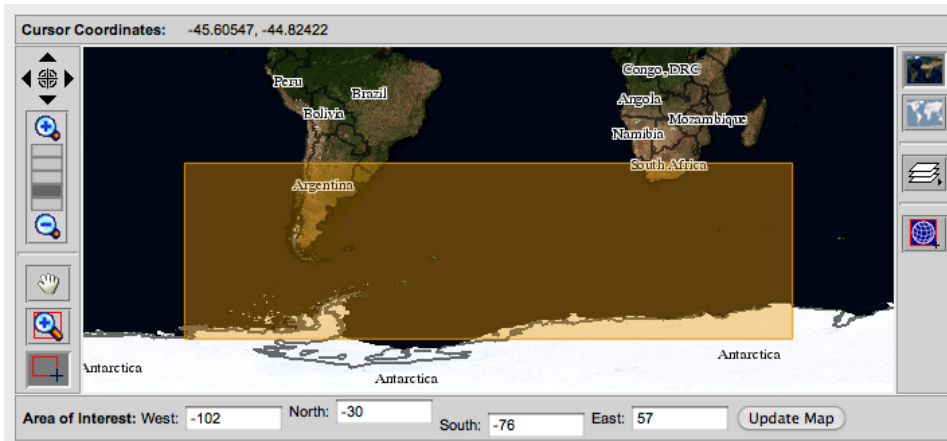 Cursor Coordinates: -45.60547, -44.82422
Peru
Brazil
Bolivia
Congo, DRC
Angola
Mozambique
Namibia
South Africa
Argentina
Antarctica
Antarctica
Antarctica
Area of Interest: West: -102 North: -30 South: -76 East: 57 Update Map